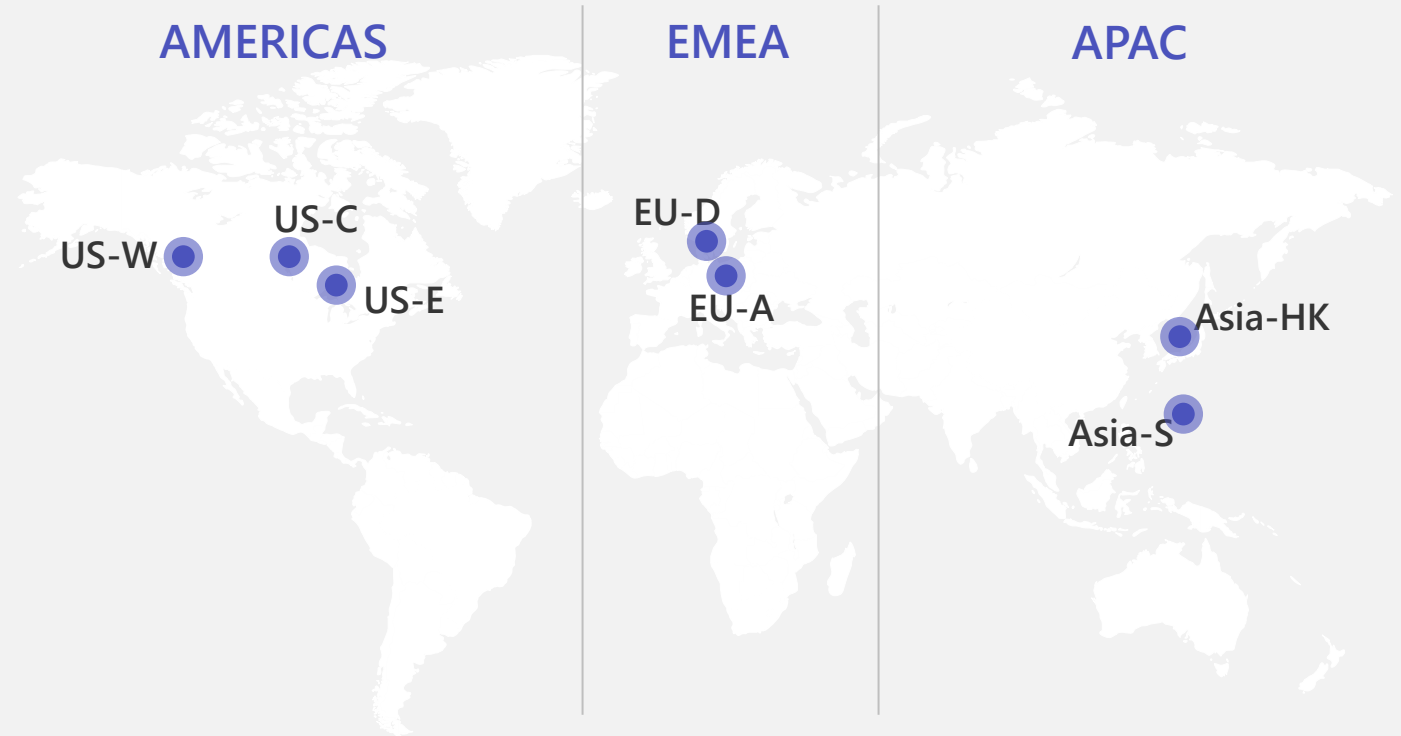 AMERICAS
EMEA
APAC
US-C
US-W
US-E
EU-D
EU-A
Asia-HK
Asia-S